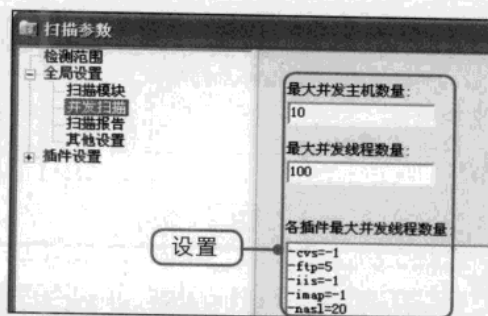 扫描参数
检测范围
全局设置
扫描模块
并发扫描
扫描报告
其他设置
插件设置
最大并发主机数量:
10
最大并发线程数量:
100
各插件最大并发线程数量
设置
-cvs=-1
-ftp=5
-iis=-1
-imap=-1
-nasl=20